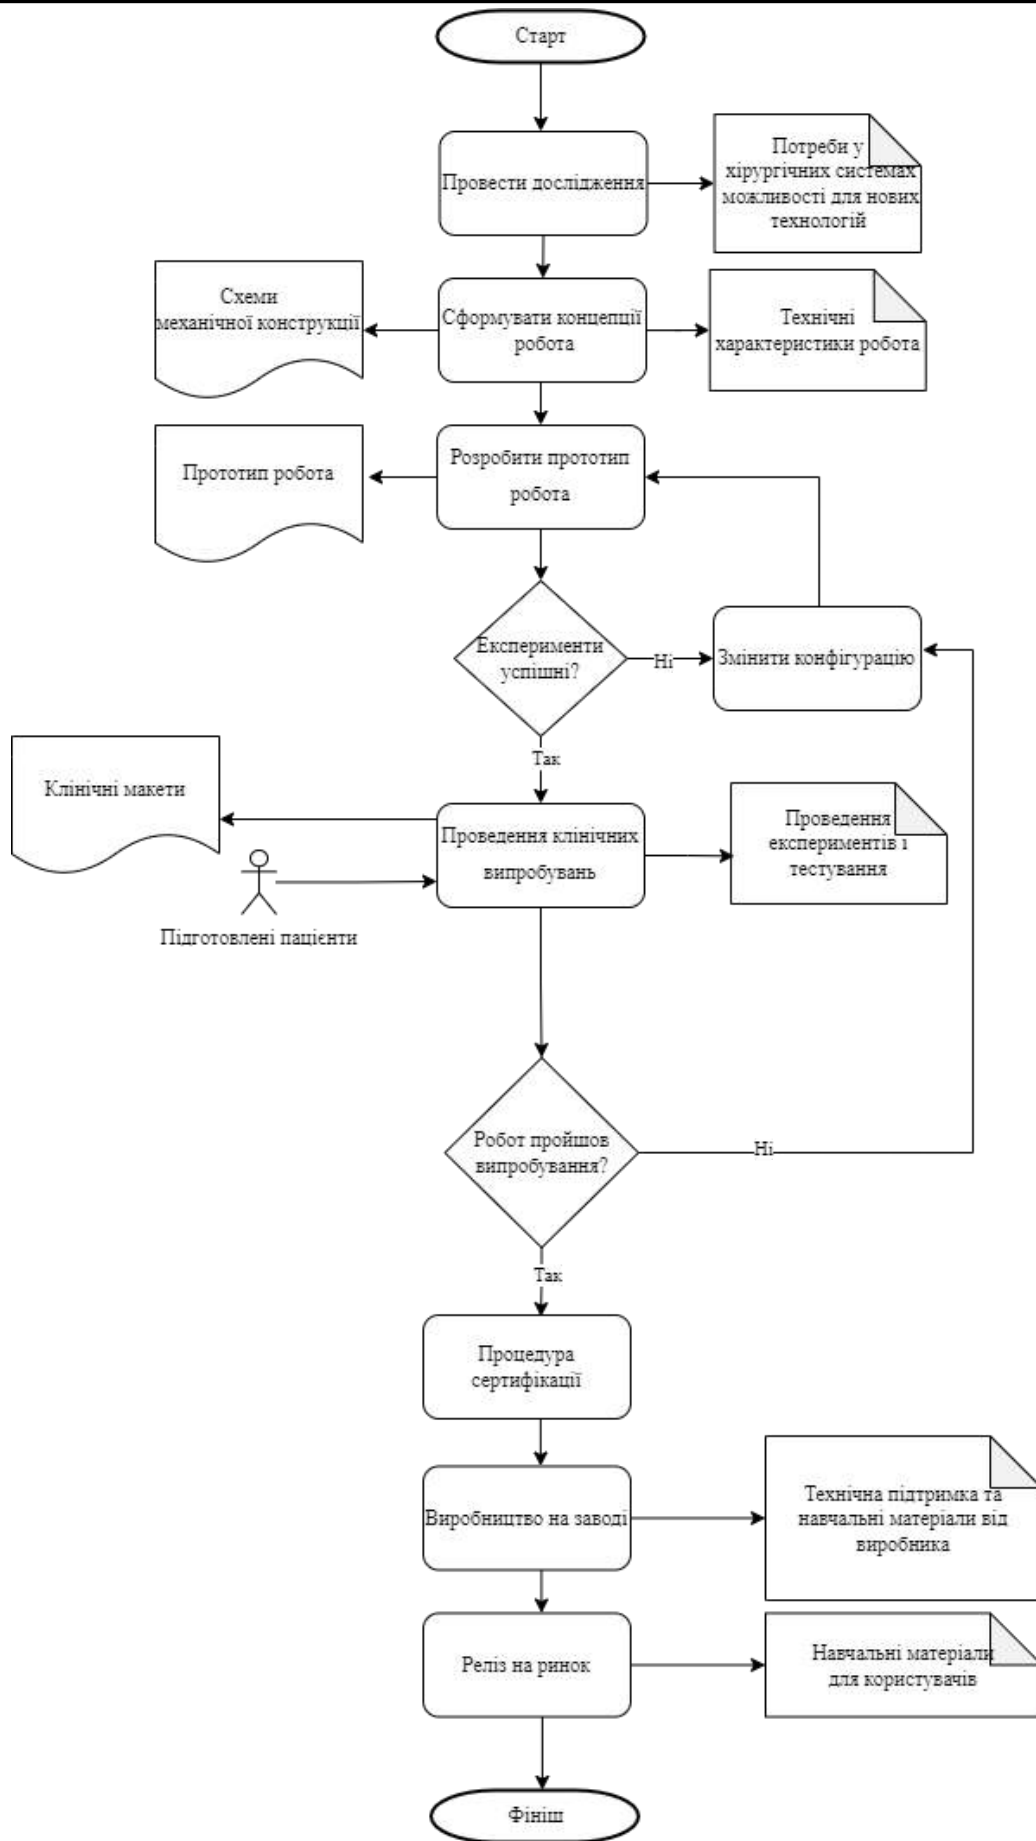 Старт
Провести дослідження
Потреби у
хірургічних системах
можливості для нових
технологій
Схеми
механічної конструкції
Сформувати концепції
робота
Технічні
характеристики робота
Прототип робота
Розробити прототип
робота
Експерименти
успішні?
Ні
Змінити конфігурацію
Так
Клінічні макети
Проведення клінічних
випробувань
Проведення
експериментів і
тестування
Підготовлені пацієнти
Робот пройшов
випробування?
Ні
Так
Процедура
сертифікації
Виробництво на заводі
Технічна підтримка та
навчальні матеріали від
виробника
Реліз на ринок
Навчальні матеріали
для користувачів
Фініш